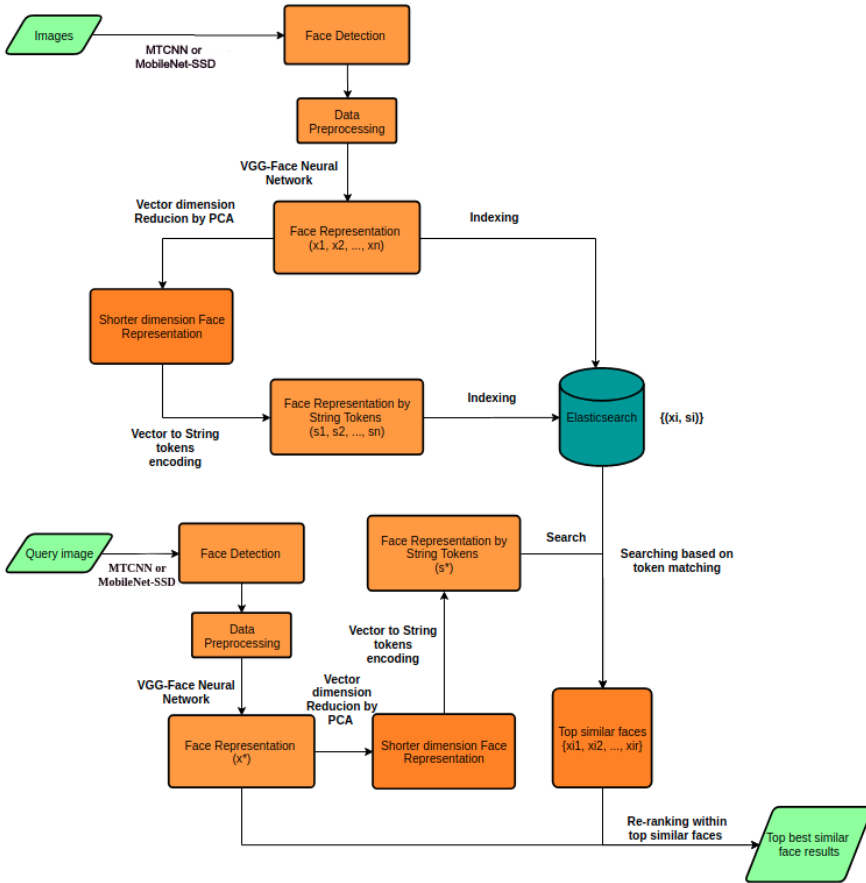 Images
MTCNN or
MobileNet-SSD
Face Detection
Data
Preprocessing
VGG-Face Neural
Network
Vector dimension
Reducion by PCA
Face Representation
(x1, x2, ..., xn)
Indexing
Shorter dimension Face
Representation
Vector to String
tokens
encoding
Face Representation by
String Tokens
(s1, s2, ..., sn)
Indexing
Elasticsearch
{(xi, si)}
Query image
MTCNN or
MobileNet-SSD
Face Detection
Data
Preprocessing
VGG-Face Neural
Network
Face Representation
(x*)
Vector
dimension
Reducion by
PCA
Shorter dimension Face
Representation
Vector to String
tokens
encoding
Face Representation by
String Tokens
(s*)
Search
Searching based on
token matching
Top similar faces
{xi1, xi2, ..., xir}
Re-ranking within
top similar faces
Top best similar
face results